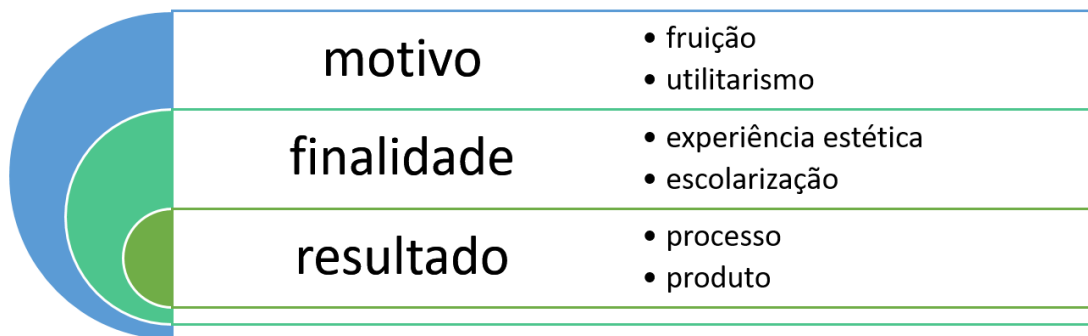 motivo
• fruição
• utilitarismo
finalidade
• experiência estética
• escolarização
resultado
• processo
• produto